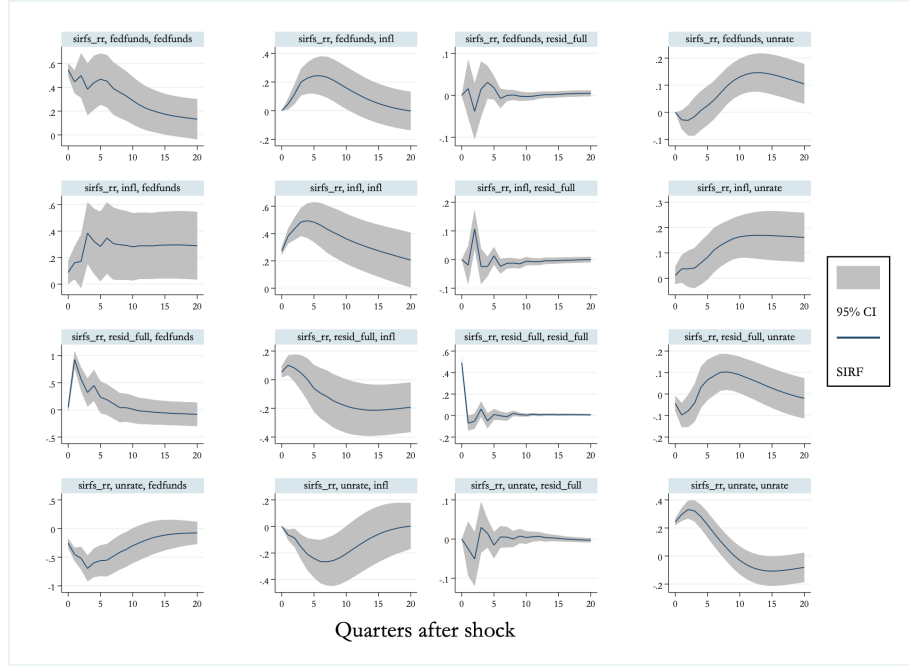 sirfs_rr, fedfunds, fedfunds
sirfs_rr, fedfunds, infl
sirfs_rr, fedfunds, resid_full
sirfs_rr, fedfunds, unrate
.6
.4
.2
0
0 5 10 15 20
.4
.2
0
-.2
0 5 10 15 20
.1
0
-.1
0 5 10 15 20
.2
.1
0
-.1
0 5 10 15 20
sirfs_rr, infl, fedfunds
sirfs_rr, infl, infl
sirfs_rr, infl, resid_full
sirfs_rr, infl, unrate
.6
.4
.2
0
0 5 10 15 20
.6
.4
.2
0
0 5 10 15 20
.2
.1
0
-.1
0 5 10 15 20
.3
.2
.1
0
0 5 10 15 20
sirfs_rr, resid_full, fedfunds
sirfs_rr, resid_full, infl
sirfs_rr, resid_full, resid_full
sirfs_rr, resid_full, unrate
1
.5
0
-.5
0 5 10 15 20
.2
0
-.2
-.4
0 5 10 15 20
.6
.4
.2
0
-.2
0 5 10 15 20
.2
.1
0
-.1
-.2
0 5 10 15 20
sirfs_rr, unrate, fedfunds
sirfs_rr, unrate, infl
sirfs_rr, unrate, resid_full
sirfs_rr, unrate, unrate
.5
0
-.5
-1
0 5 10 15 20
.2
0
-.2
-.4
0 5 10 15 20
.1
0
-.1
0 5 10 15 20
.4
.2
0
-.2
0 5 10 15 20
95% CI
SIRF
Quarters after shock